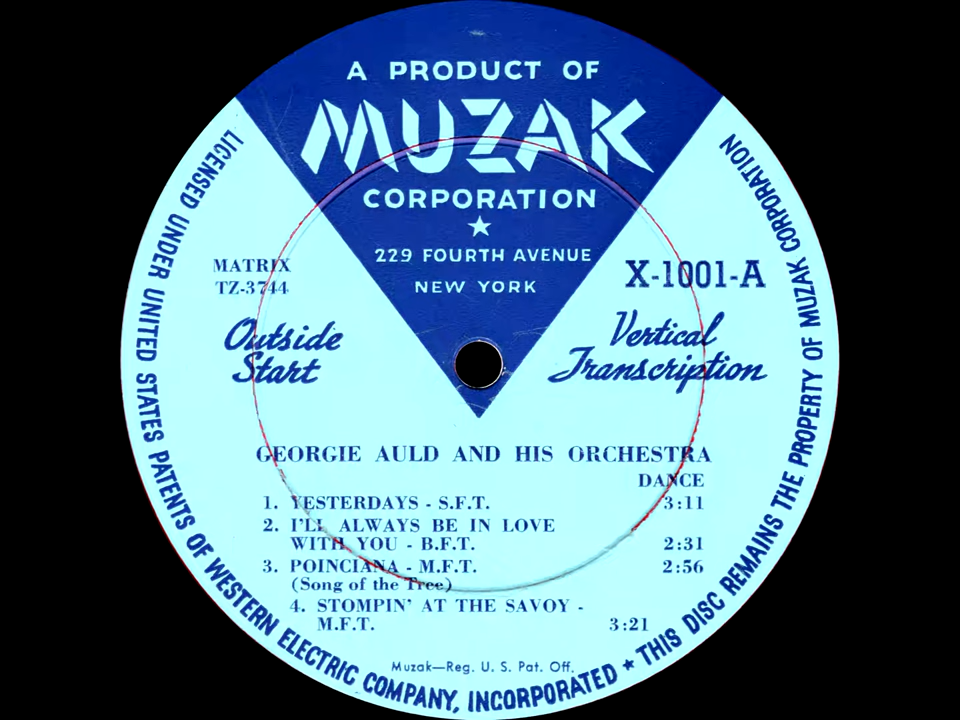 A PRODUCT OF
MUZAK
CORPORATION
★
229 FOURTH AVENUE
NEW YORK
MATRIX
TZ-3744
X-1001-A
Outside
Start
Vertical
Transcription
GEORGIE AULD AND HIS ORCHESTRA
DANCE
1. YESTERDAYS - S.F.T. 3:11
2. I'LL ALWAYS BE IN LOVE
WITH YOU - B.F.T. 2:31
3. POINCIANA - M.F.T. 2:56
(Song of the Tree)
4. STOMPIN' AT THE SAVOY -
M.F.T. 3:21
Muzak—Reg. U. S. Pat. Off.
LICENSED UNDER UNITED STATES PATENTS OF WESTERN ELECTRIC COMPANY, INCORPORATED ★ THIS DISC REMAINS THE PROPERTY OF MUZAK CORPORATION